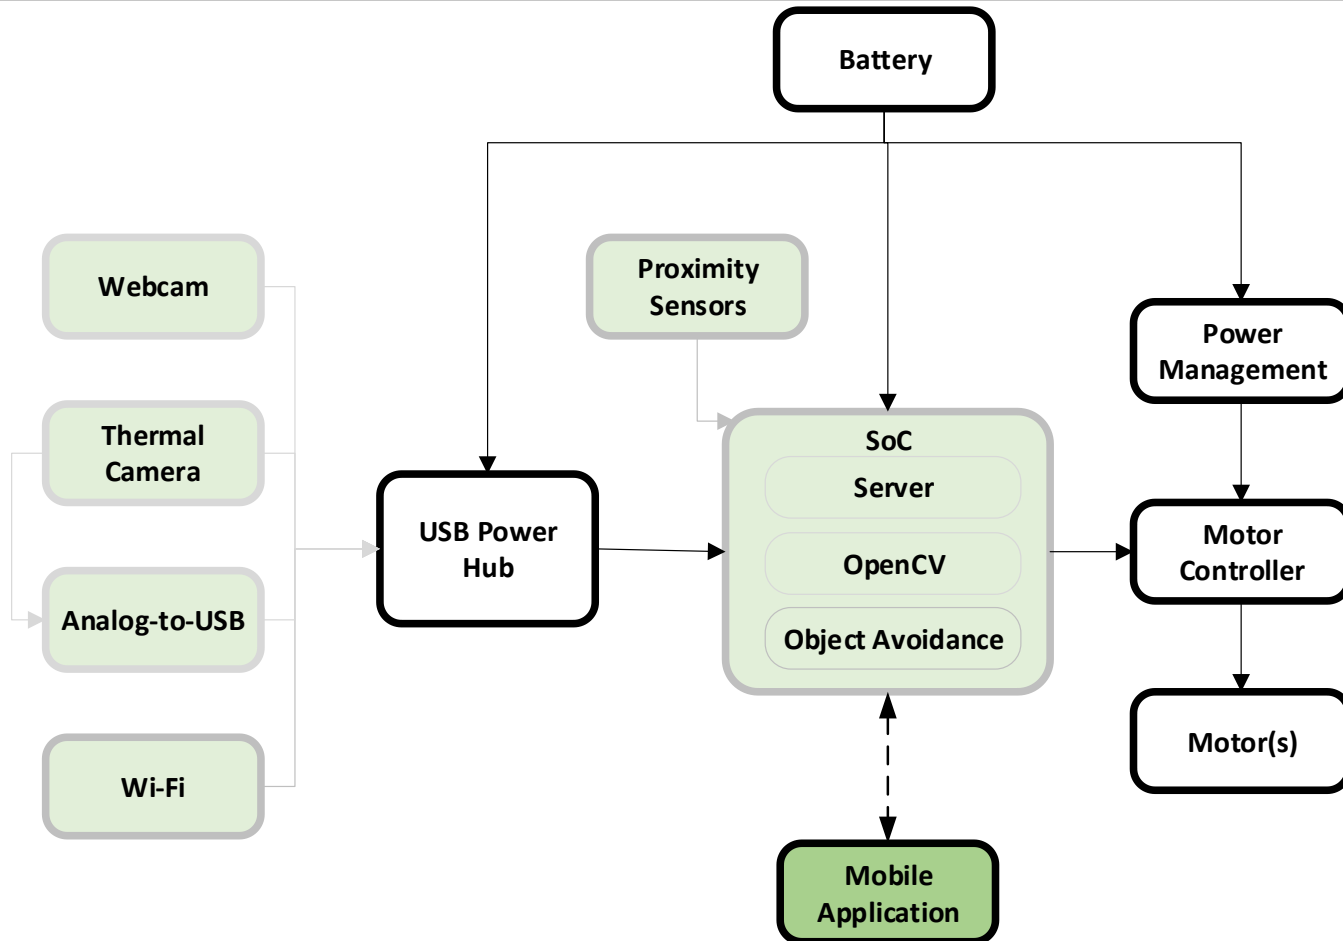 Battery
Webcam
Proximity
Sensors
Power
Management
Thermal
Camera
SoC
Server
USB Power
Hub
OpenCV
Motor
Controller
Analog-to-USB
Object Avoidance
Wi-Fi
Motor(s)
Mobile
Application